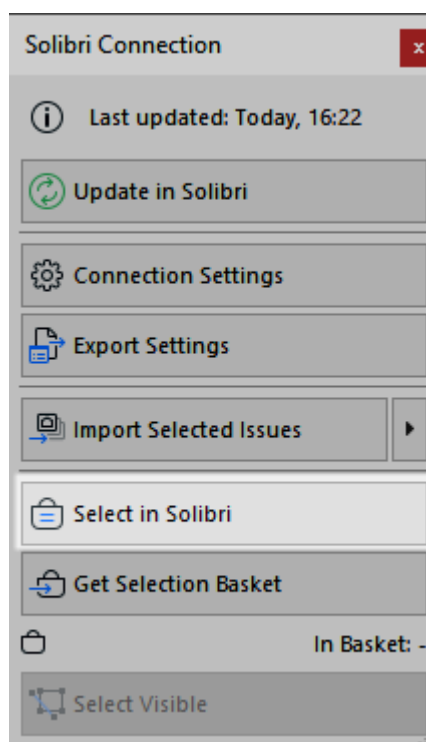 Solibri Connection
x
Last updated: Today, 16:22
Update in Solibri
Connection Settings
Export Settings
Import Selected Issues
Select in Solibri
Get Selection Basket
In Basket: -
Select Visible